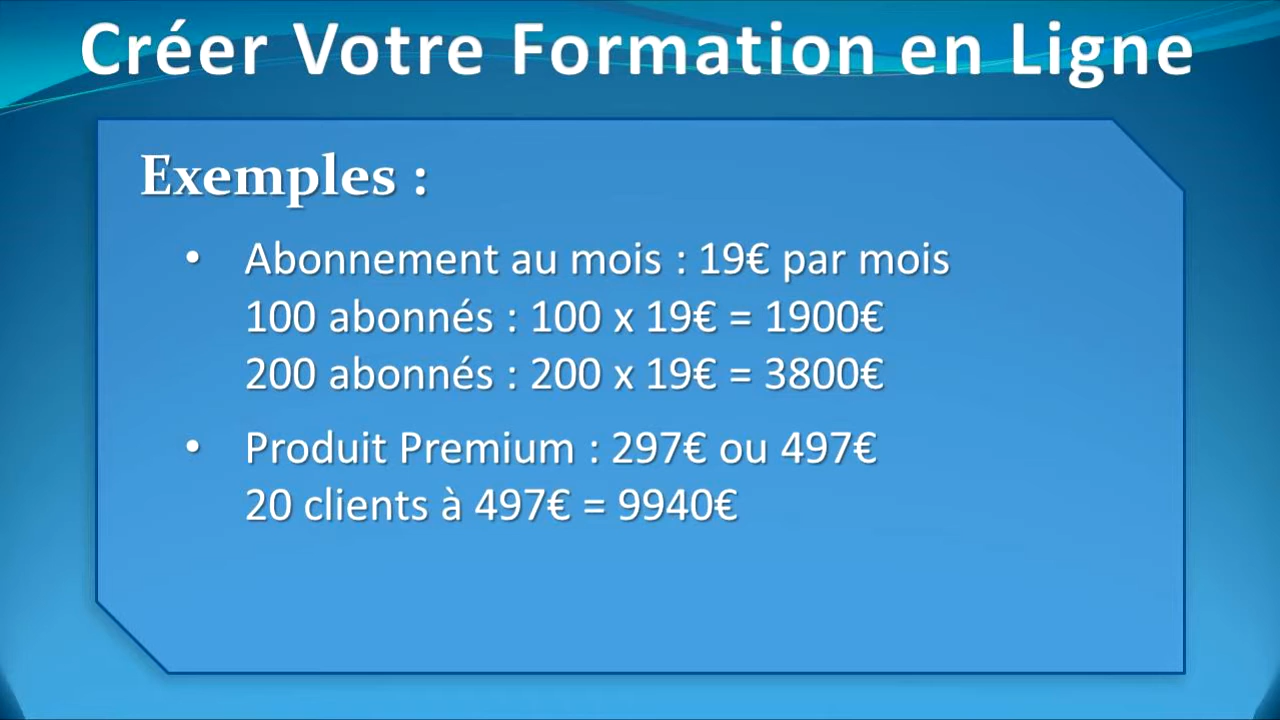 Créer Votre Formation en Ligne
Exemples :
• Abonnement au mois : 19€ par mois
100 abonnés : 100 x 19€ = 1900€
200 abonnés : 200 x 19€ = 3800€
• Produit Premium : 297€ ou 497€
20 clients à 497€ = 9940€